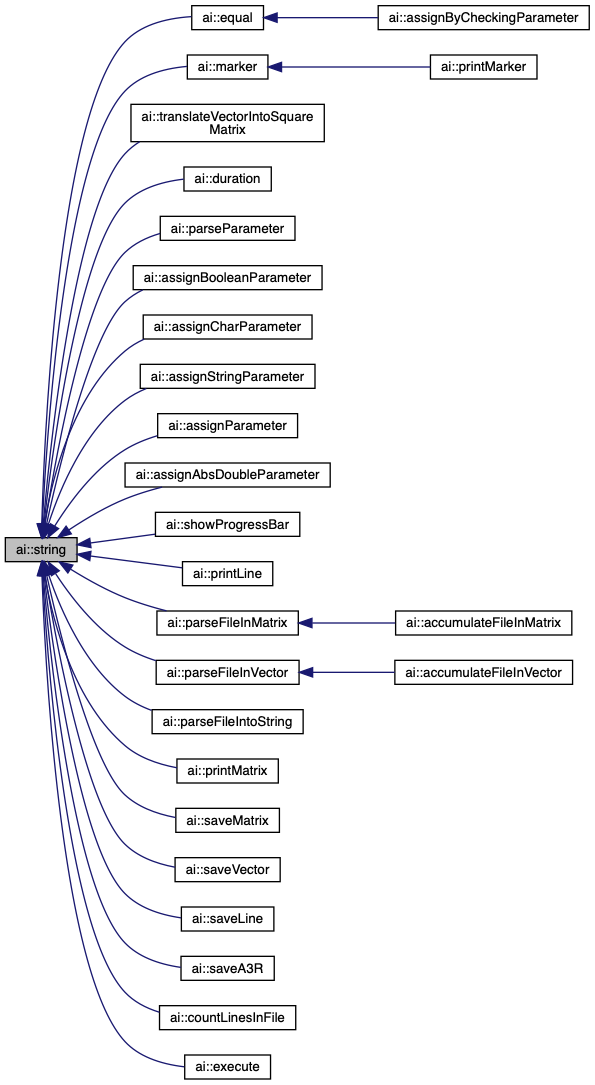 ai::equal
ai::assignByCheckingParameter
ai::marker
ai::printMarker
ai::translateVectorIntoSquare
Matrix
ai::duration
ai::parseParameter
ai::assignBooleanParameter
ai::assignCharParameter
ai::assignStringParameter
ai::assignParameter
ai::assignAbsDoubleParameter
ai::showProgressBar
ai::string
ai::printLine
ai::parseFileInMatrix
ai::accumulateFileInMatrix
ai::parseFileInVector
ai::accumulateFileInVector
ai::parseFileIntoString
ai::printMatrix
ai::saveMatrix
ai::saveVector
ai::saveLine
ai::saveA3R
ai::countLinesInFile
ai::execute